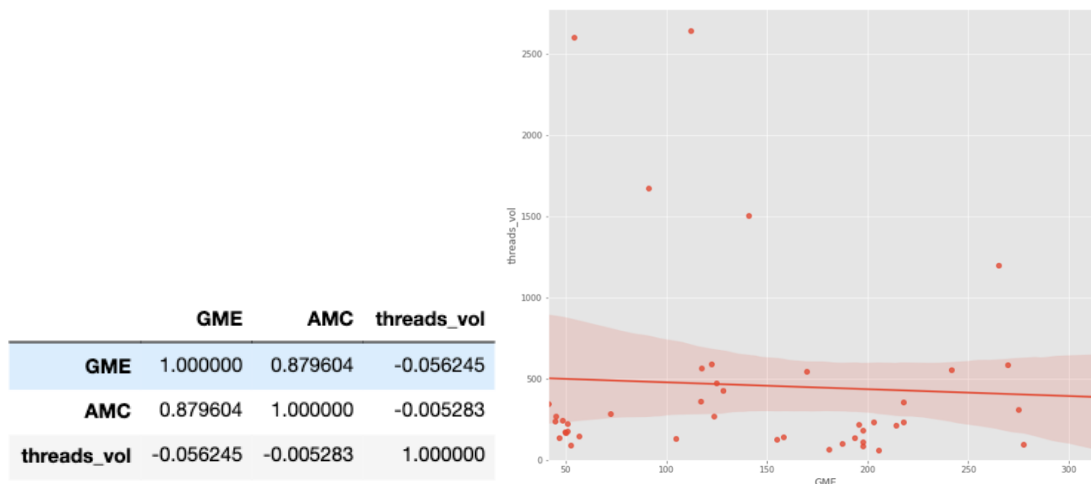 GME AMC threads_vol
GME 1.000000 0.879604 -0.056245
AMC 0.879604 1.000000 -0.005283
threads_vol -0.056245 -0.005283 1.000000
threads_vol
2500
2000
1500
1000
500
0
50 100 150 200 250 300
GME